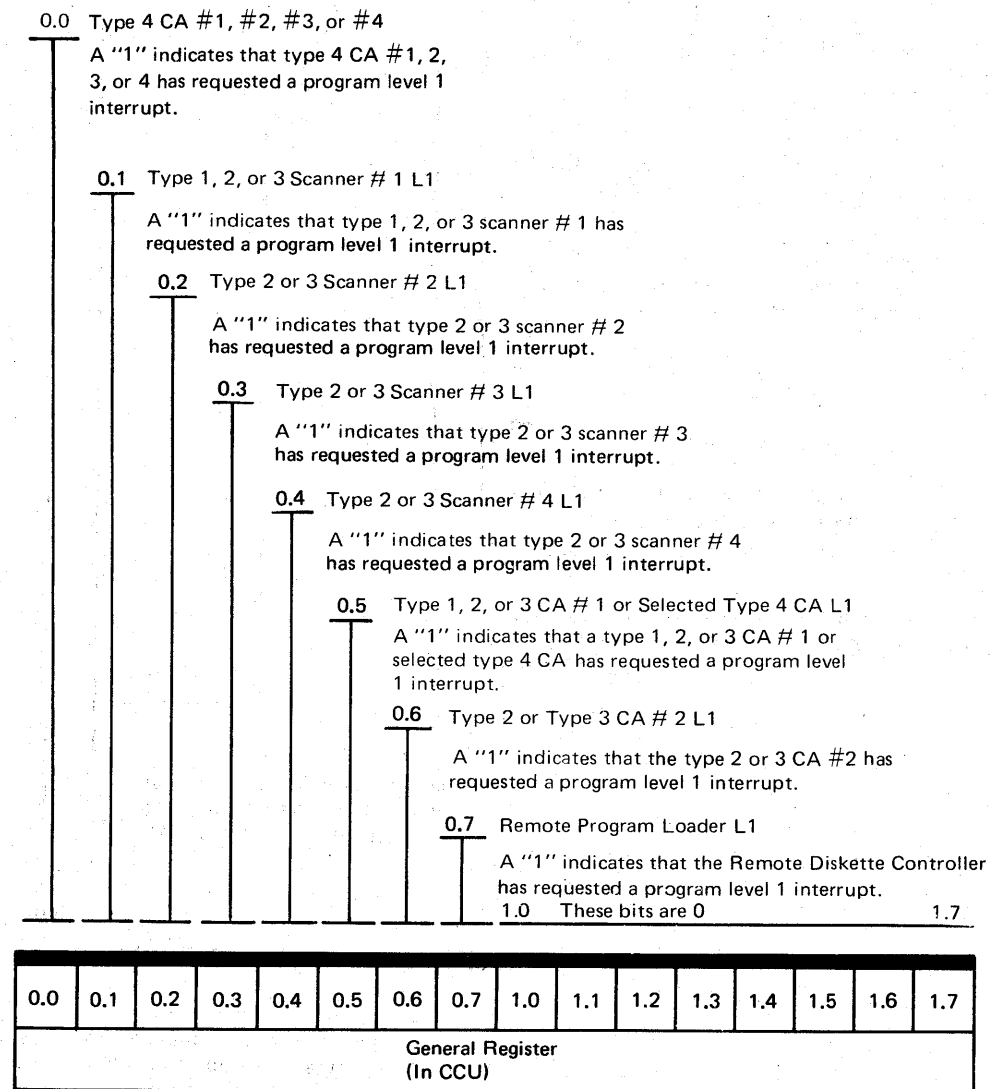 0.0 Type 4 CA #1, #2, #3, or #4
A "1" indicates that type 4 CA #1, 2,
3, or 4 has requested a program level 1
interrupt.
0.1 Type 1, 2, or 3 Scanner # 1 L1
A "1" indicates that type 1, 2, or 3 scanner # 1 has
requested a program level 1 interrupt.
0.2 Type 2 or 3 Scanner # 2 L1
A "1" indicates that type 2 or 3 scanner # 2
has requested a program level 1 interrupt.
0.3 Type 2 or 3 Scanner # 3 L1
A "1" indicates that type 2 or 3 scanner # 3
has requested a program level 1 interrupt.
0.4 Type 2 or 3 Scanner # 4 L1
A "1" indicates that type 2 or 3 scanner # 4
has requested a program level 1 interrupt.
0.5 Type 1, 2, or 3 CA # 1 or Selected Type 4 CA L1
A "1" indicates that a type 1, 2, or 3 CA # 1 or
selected type 4 CA has requested a program level
1 interrupt.
0.6 Type 2 or Type 3 CA # 2 L1
A "1" indicates that the type 2 or 3 CA #2 has
requested a program level 1 interrupt.
0.7 Remote Program Loader L1
A "1" indicates that the Remote Diskette Controller
has requested a program level 1 interrupt.
1.0 These bits are 0 1.7
0.0 0.1 0.2 0.3 0.4 0.5 0.6 0.7 1.0 1.1 1.2 1.3 1.4 1.5 1.6 1.7
General Register
(In CCU)